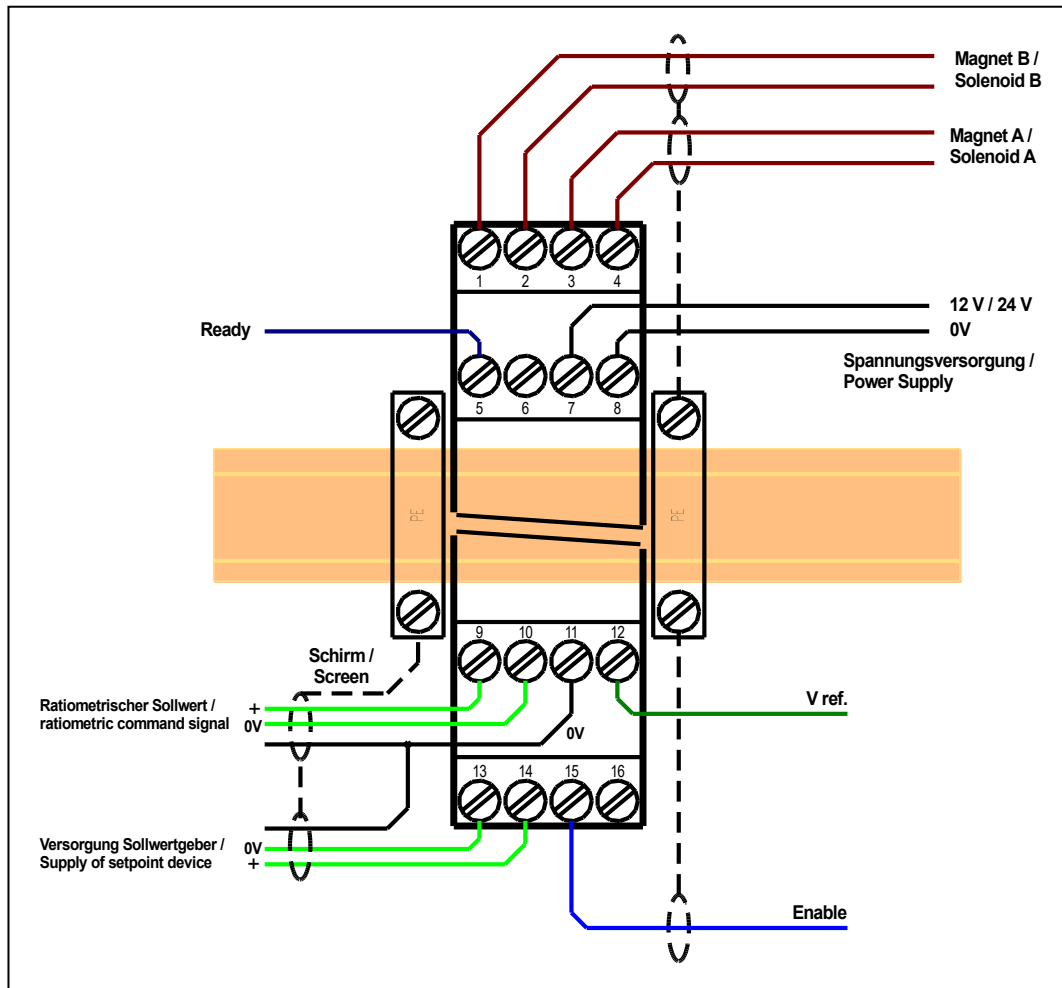 Magnet B /
Solenoid B
Magnet A /
Solenoid A
1 2 3 4
12 V / 24 V
Ready
0V
Spannungsversorgung /
Power Supply
5 6 7 8
PE PE
9 10 11 12
Schirm /
Screen
Ratiometrischer Sollwert / +
ratiometric command signal 0V
V ref.
0V
13 14 15 16
Versorgung Sollwertgeber / 0V
Supply of setpoint device +
Enable